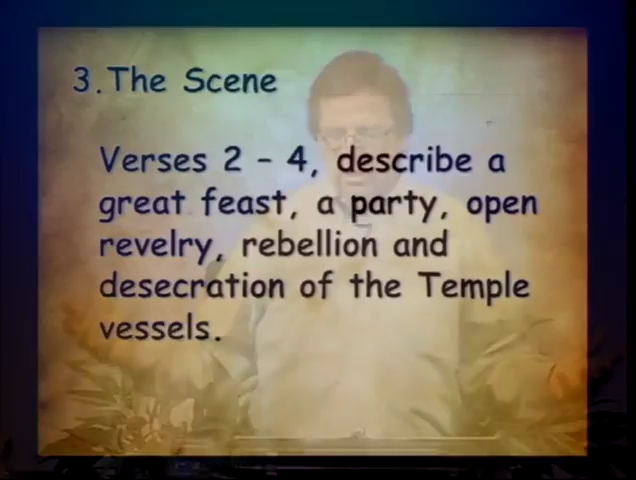 3. The Scene
Verses 2 - 4, describe a
great feast, a party, open
revelry, rebellion and
desecration of the Temple
vessels.